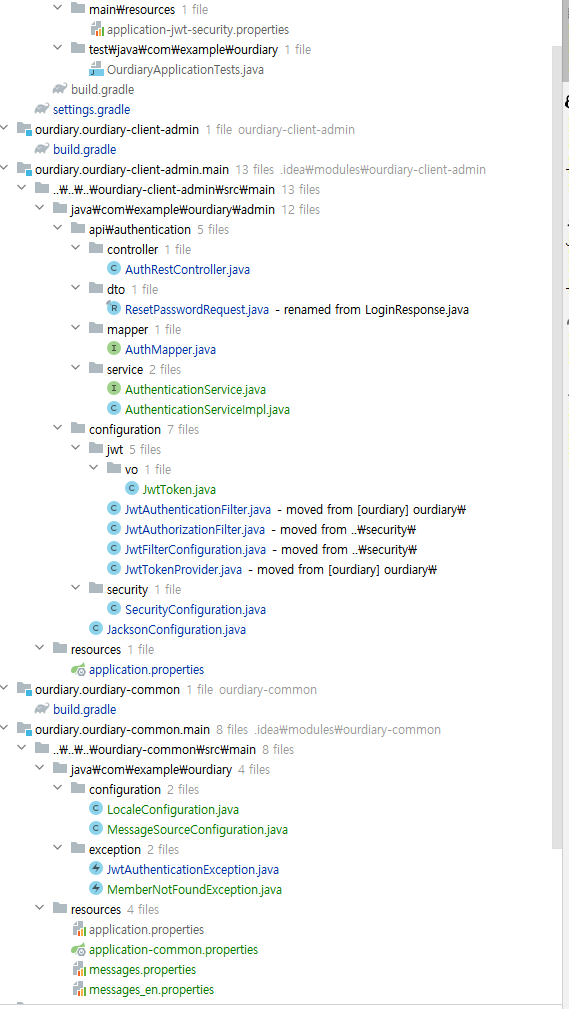 main₩resources 1 file
application-jwt-security.properties
test₩java₩com₩example₩ourdiary 1 file
OurdiaryApplicationTests.java
build.gradle
settings.gradle
ourdiary.ourdiary-client-admin 1 file ourdiary-client-admin
build.gradle
ourdiary.ourdiary-client-admin.main 13 files .idea₩modules₩ourdiary-client-admin
..₩..₩..₩ourdiary-client-admin₩src₩main 13 files
java₩com₩example₩ourdiary₩admin 12 files
api₩authentication 5 files
controller 1 file
C AuthRestController.java
dto 1 file
R ResetPasswordRequest.java - renamed from LoginResponse.java
mapper 1 file
I AuthMapper.java
service 2 files
I AuthenticationService.java
C AuthenticationServiceImpl.java
configuration 7 files
jwt 5 files
vo 1 file
C JwtToken.java
C JwtAuthenticationFilter.java - moved from [ourdiary] ourdiary₩
C JwtAuthorizationFilter.java - moved from ..₩security₩
C JwtFilterConfiguration.java - moved from ..₩security₩
C JwtTokenProvider.java - moved from [ourdiary] ourdiary₩
security 1 file
C SecurityConfiguration.java
C JacksonConfiguration.java
resources 1 file
application.properties
ourdiary.ourdiary-common 1 file ourdiary-common
build.gradle
ourdiary.ourdiary-common.main 8 files .idea₩modules₩ourdiary-common
..₩..₩..₩ourdiary-common₩src₩main 8 files
java₩com₩example₩ourdiary 4 files
configuration 2 files
C LocaleConfiguration.java
C MessageSourceConfiguration.java
exception 2 files
JwtAuthenticationException.java
MemberNotFoundException.java
resources 4 files
application.properties
application-common.properties
messages.properties
messages_en.properties